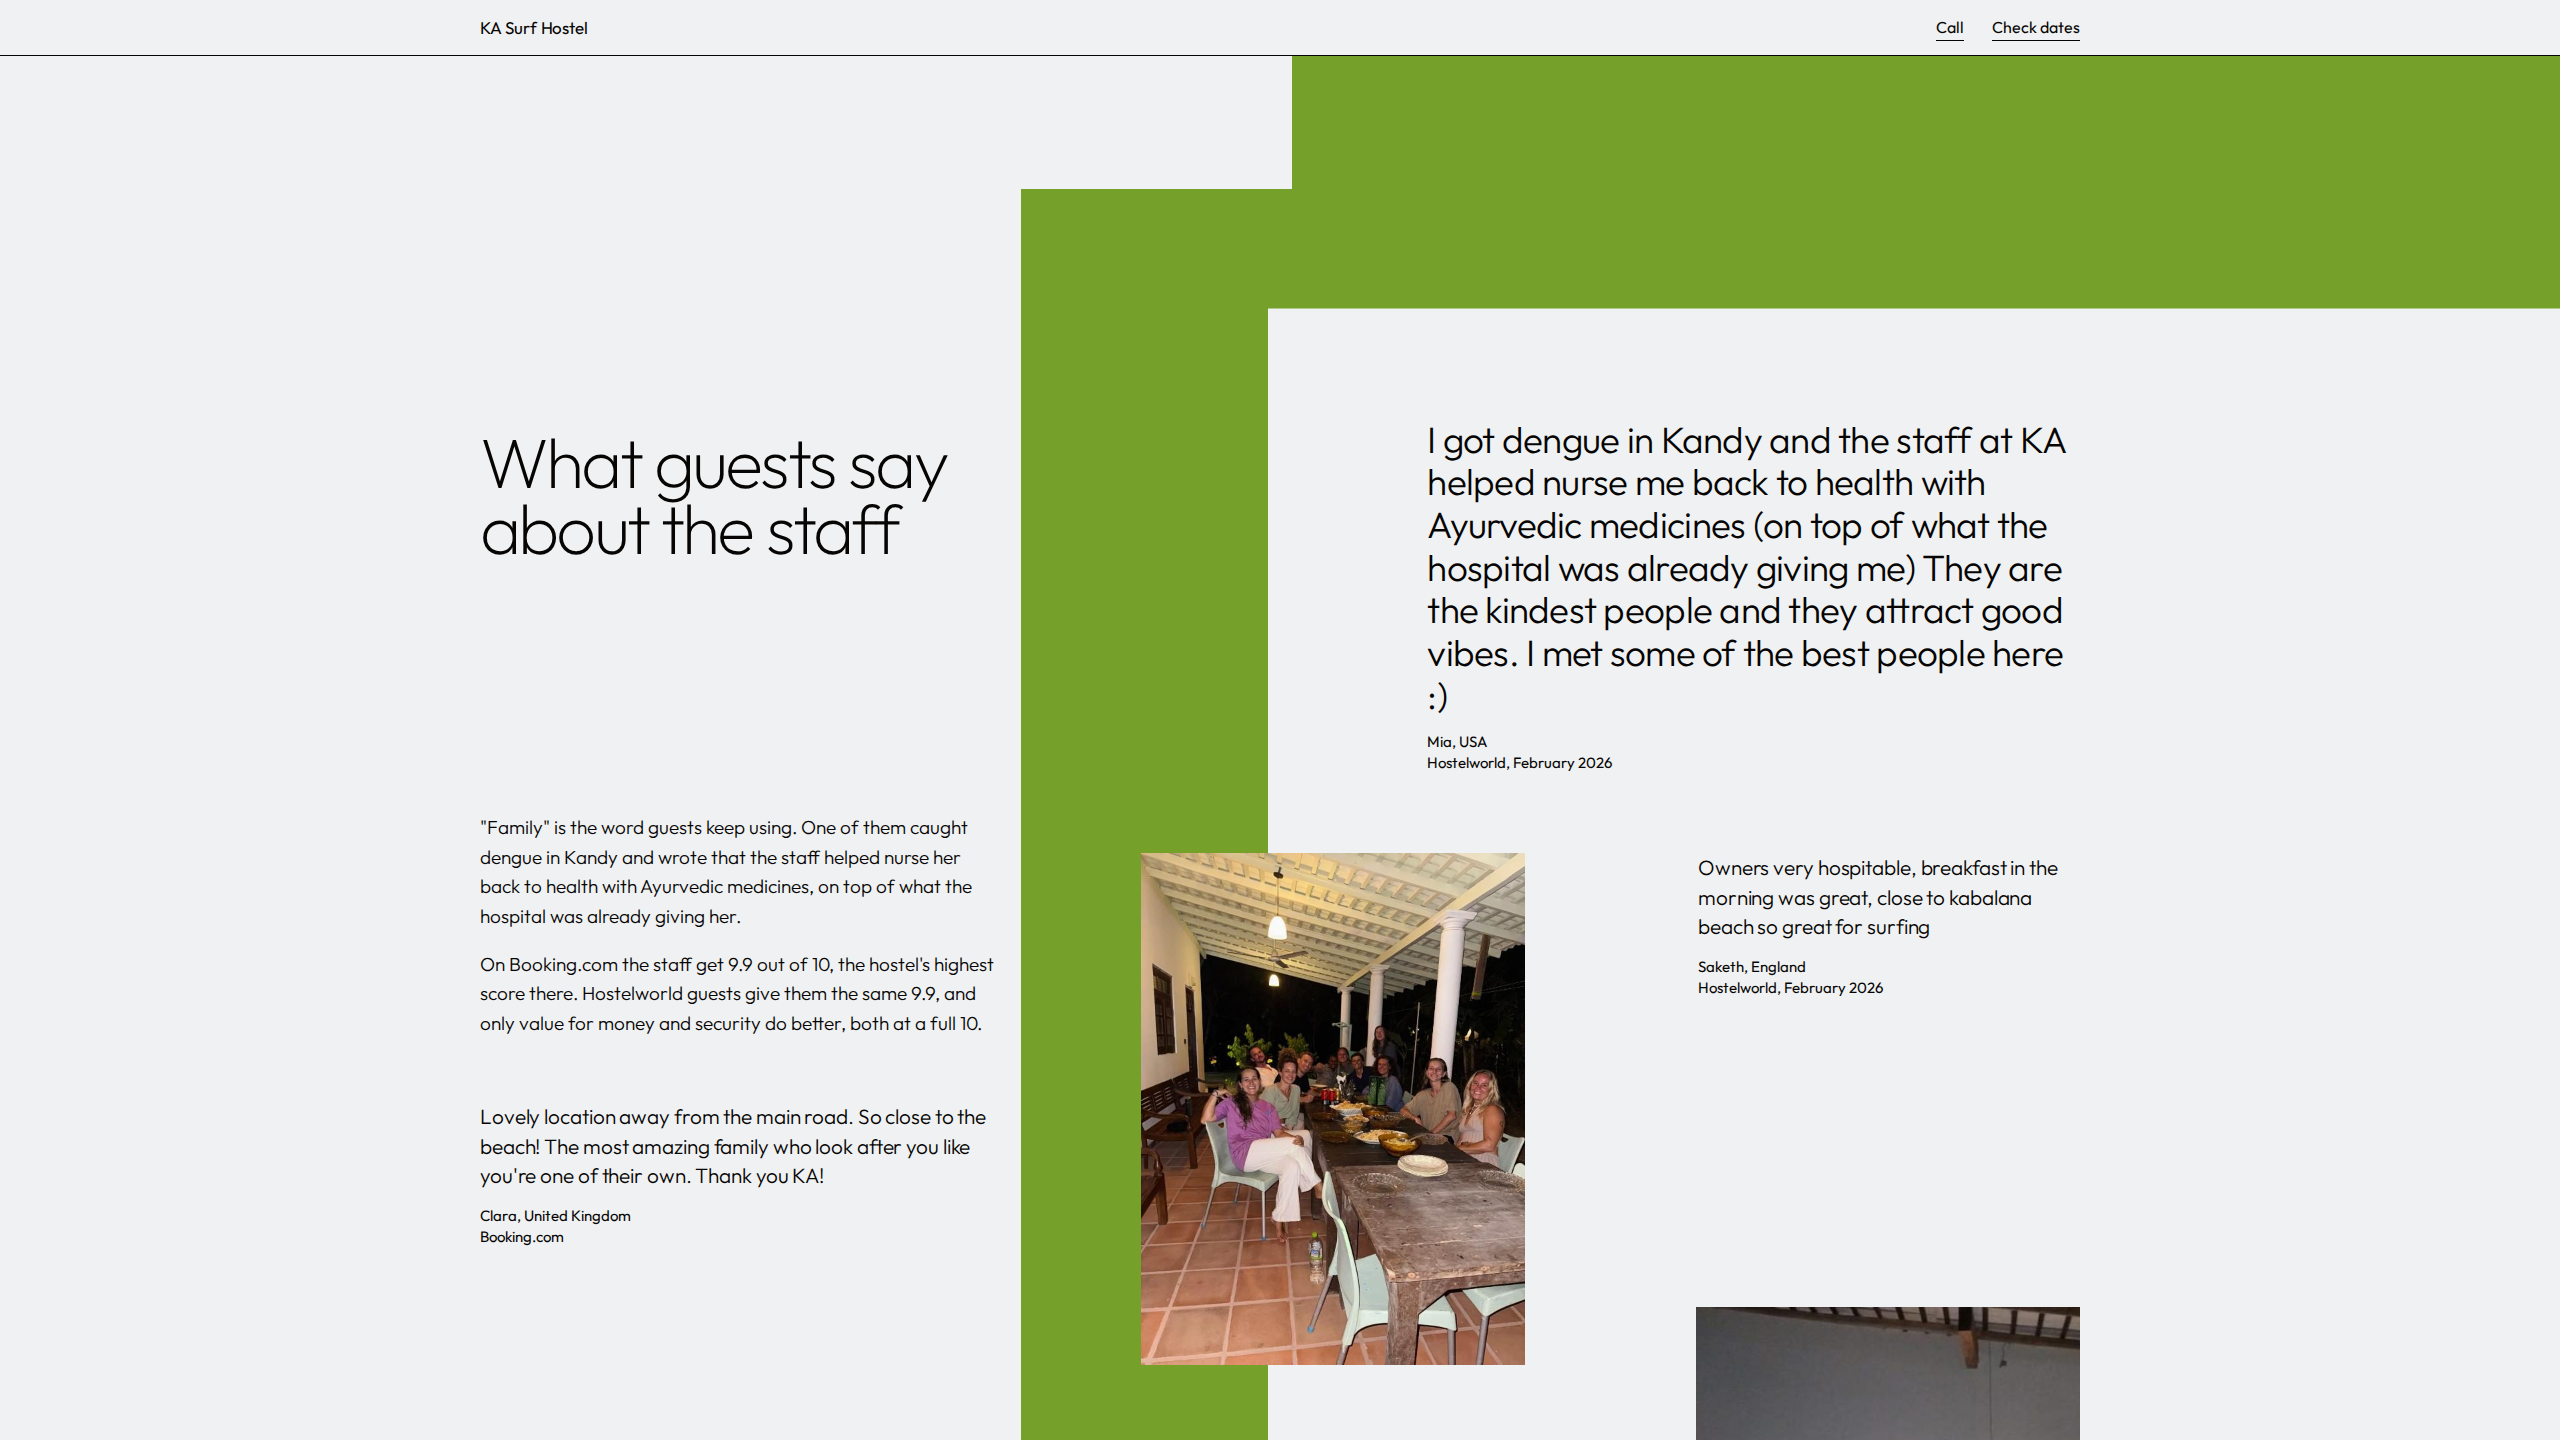 KA Surf Hostel
Call
Check dates
What guests say
about the staff
"Family" is the word guests keep using. One of them caught
dengue in Kandy and wrote that the staff helped nurse her
back to health with Ayurvedic medicines, on top of what the
hospital was already giving her.
On Booking.com the staff get 9.9 out of 10, the hostel's highest
score there. Hostelworld guests give them the same 9.9, and
only value for money and security do better, both at a full 10.
Lovely location away from the main road. So close to the
beach! The most amazing family who look after you like
you're one of their own. Thank you KA!
Clara, United Kingdom
Booking.com
I got dengue in Kandy and the staff at KA
helped nurse me back to health with
Ayurvedic medicines (on top of what the
hospital was already giving me) They are
the kindest people and they attract good
vibes. I met some of the best people here
:)
Mia, USA
Hostelworld, February 2026
Owners very hospitable, breakfast in the
morning was great, close to kabalana
beach so great for surfing
Saketh, England
Hostelworld, February 2026